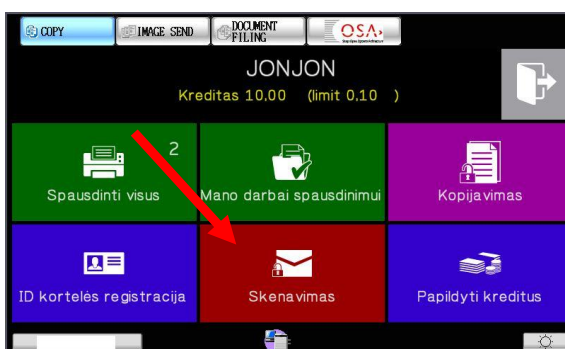 COPY
IMAGE SEND
DOCUMENT
FILING
OSA
JONJON
Kreditas 10,00 (limit 0,10 )
2
Spausdinti visus
Mano darbai spausdinimui
Kopijavimas
ID kortelės registracija
Skenavimas
Papildyti kreditus